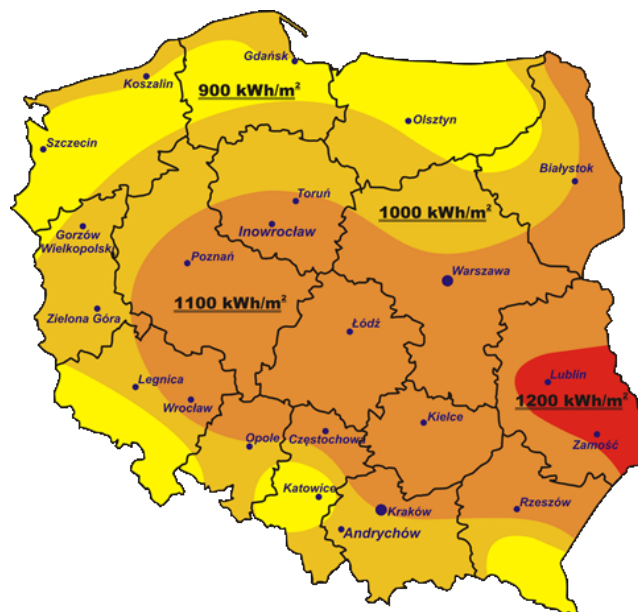 Gdańsk
Koszalin
900 kWh/m²
Olsztyn
Szczecin
Białystok
Toruń
1000 kWh/m²
Gorzów
Wielkopolski
Inowrocław
Poznań
Warszawa
1100 kWh/m²
Zielona Góra
Łódź
Legnica
Lublin
Wrocław
1200 kWh/m²
Kielce
Opole
Częstochowa
Zamość
Katowice
Kraków
Rzeszów
Andrychów